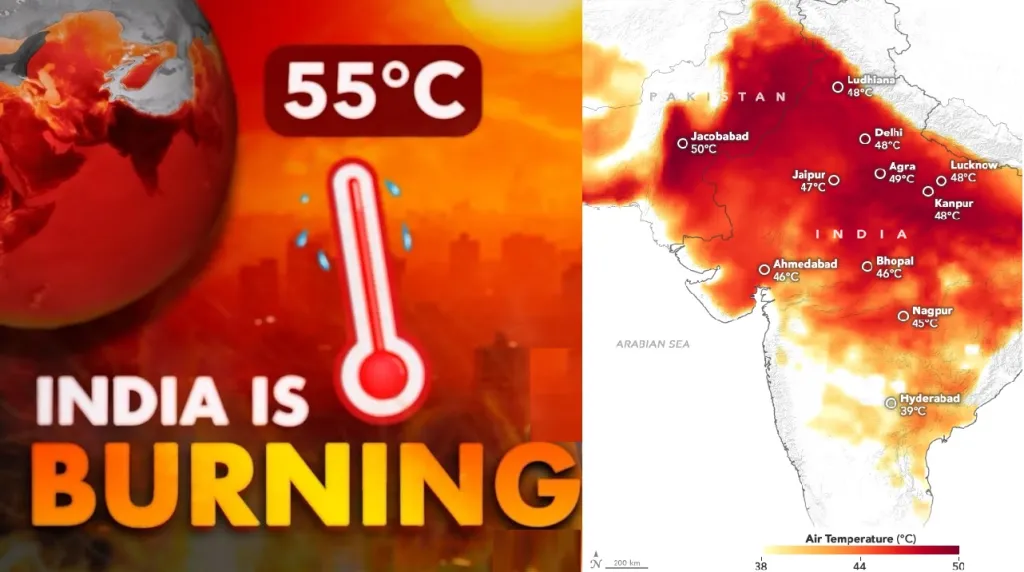 55°C
INDIA IS
BURNING
PAKISTAN
Ludhiana
48°C
Jacobabad
50°C
Delhi
48°C
Agra
49°C
Lucknow
48°C
Jaipur
47°C
Kanpur
48°C
INDIA
Ahmedabad
46°C
Bhopal
46°C
Nagpur
45°C
ARABIAN SEA
Hyderabad
39°C
Air Temperature (°C)
N
200 km
38 44 50